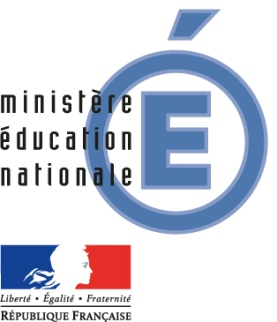 ministère
éducation
nationale
É
Liberté • Égalité • Fraternité
RÉPUBLIQUE FRANÇAISE